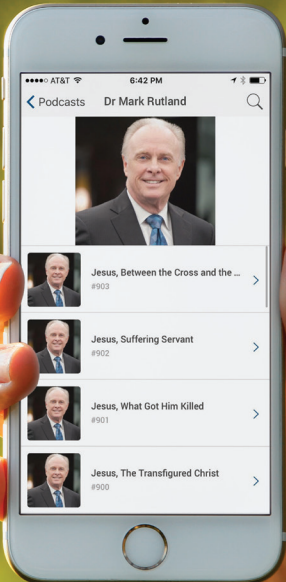 AT&T 6:42 PM
Podcasts Dr Mark Rutland
Jesus, Between the Cross and the ...
#903
Jesus, Suffering Servant
#902
Jesus, What Got Him Killed
#901
Jesus, The Transfigured Christ
#900